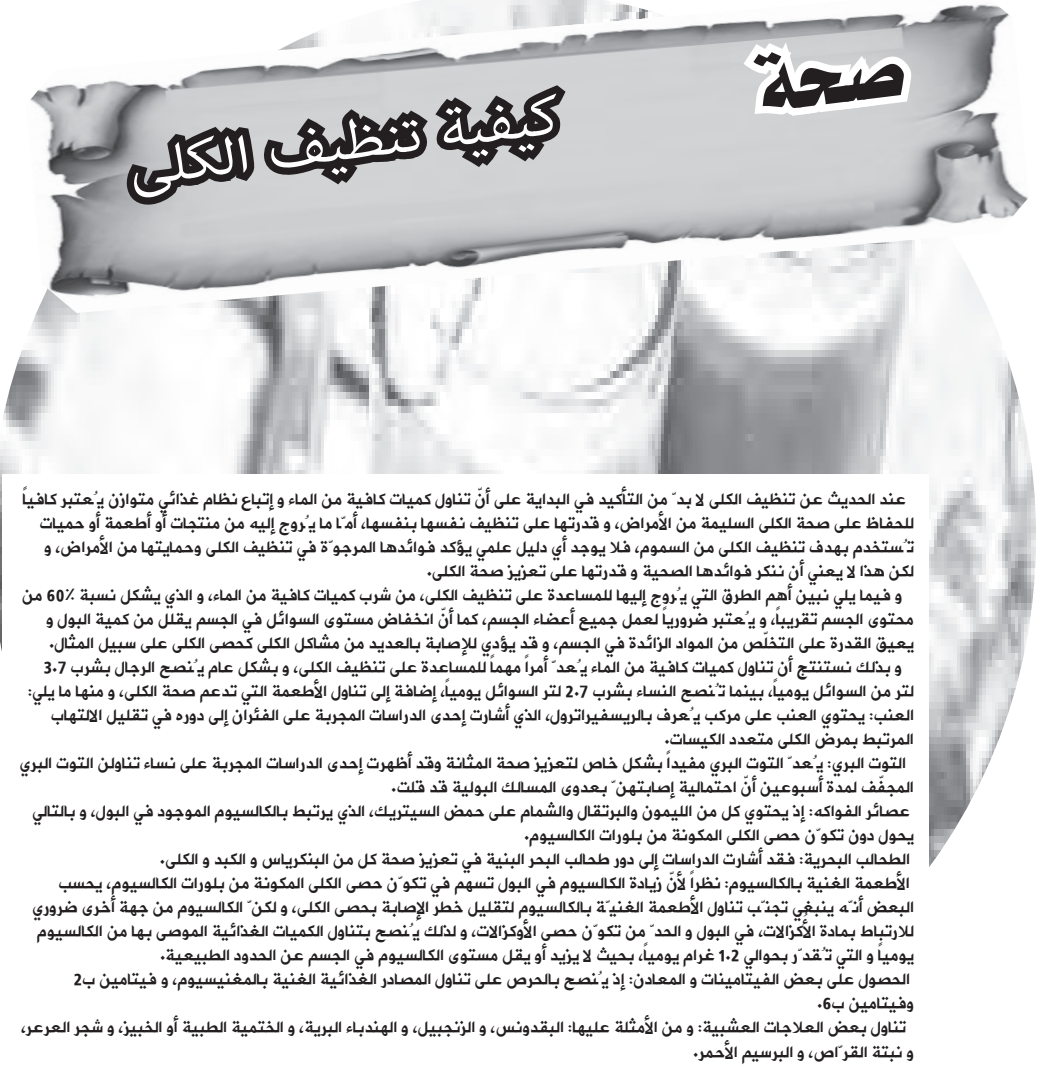 صحة
كيفية تنظيف الكلى
عند الحديث عن تنظيف الكلى لا بدّ من التأكيد في البداية على أنّ تناول كميات كافية من الماء و إتباع نظام غذائي متوازن يُعتبر كافياً
للحفاظ على صحة الكلى السليمة من الأمراض، و قدرتها على تنظيف نفسها بنفسها، أمّا ما يُروج إليه من منتجات أو أطعمة أو حميات
تُستخدم بهدف تنظيف الكلى من السموم، فلا يوجد أي دليل علمي يؤكد فوائدها المرجوّة في تنظيف الكلى وحمايتها من الأمراض، و
لكن هذا لا يعني أن ننكر فوائدها الصحية و قدرتها على تعزيز صحة الكلى.
و فيما يلي نبين أهم الطرق التي يُروج إليها للمساعدة على تنظيف الكلى، من شرب كميات كافية من الماء، و الذي يشكل نسبة 60٪ من
محتوى الجسم تقريباً، و يُعتبر ضرورياً لعمل جميع أعضاء الجسم، كما أنّ انخفاض مستوى السوائل في الجسم يقلل من كمية البول و
يعيق القدرة على التخلّص من المواد الزائدة في الجسم، و قد يؤدي للإصابة بالعديد من مشاكل الكلى كحصى الكلى على سبيل المثال.
و بذلك نستنتج أن تناول كميات كافية من الماء يُعدّ أمراً مهماً للمساعدة على تنظيف الكلى، و بشكل عام يُنصح الرجال بشرب 3.7
لتر من السوائل يومياً، بينما تُنصح النساء بشرب 2.7 لتر السوائل يومياً، إضافة إلى تناول الأطعمة التي تدعم صحة الكلى، و منها ما يلي:
العنب: يحتوي العنب على مركب يُعرف بالريسفيراترول، الذي أشارت إحدى الدراسات المجربة على الفئران إلى دوره في تقليل الالتهاب
المرتبط بمرض الكلى متعدد الكيسات.
التوت البري: يُعدّ التوت البري مفيداً بشكل خاص لتعزيز صحة المثانة وقد أظهرت إحدى الدراسات المجربة على نساء تناولن التوت البري
المجفّف لمدة أسبوعين أنّ احتمالية إصابتهنّ بعدوى المسالك البولية قد قلت.
عصائر الفواكه: إذ يحتوي كل من الليمون والبرتقال والشمام على حمض السيتريك، الذي يرتبط بالكالسيوم الموجود في البول، و بالتالي
يحول دون تكوّن حصى الكلى المكونة من بلورات الكالسيوم.
الطحالب البحرية: فقد أشارت الدراسات إلى دور طحالب البحر البنية في تعزيز صحة كل من البنكرياس و الكبد و الكلى.
الأطعمة الغنية بالكالسيوم: نظراً لأنّ زيادة الكالسيوم في البول تسهم في تكوّن حصى الكلى المكونة من بلورات الكالسيوم، يحسب
البعض أنّه ينبغي تجنّب تناول الأطعمة الغنيّة بالكالسيوم لتقليل خطر الإصابة بحصى الكلى، و لكنّ الكالسيوم من جهة أخرى ضروري
للارتباط بمادة الأكزالات، في البول و الحدّ من تكوّن حصى الأوكزالات، و لذلك يُنصح بتناول الكميات الغذائية الموصى بها من الكالسيوم
يومياً و التي تُقدّر بحوالي 1.2 غرام يومياً، بحيث لا يزيد أو يقل مستوى الكالسيوم في الجسم عن الحدود الطبيعية.
الحصول على بعض الفيتامينات و المعادن: إذ يُنصح بالحرص على تناول المصادر الغذائية الغنية بالمغنيسيوم، و فيتامين ب2
وفيتامين ب6.
تناول بعض العلاجات العشبية: و من الأمثلة عليها: البقدونس، و الزنجبيل، و الهندباء البرية، و الختمية الطبية أو الخبيز، و شجر العرعر،
و نبتة القرّاص، و البرسيم الأحمر.